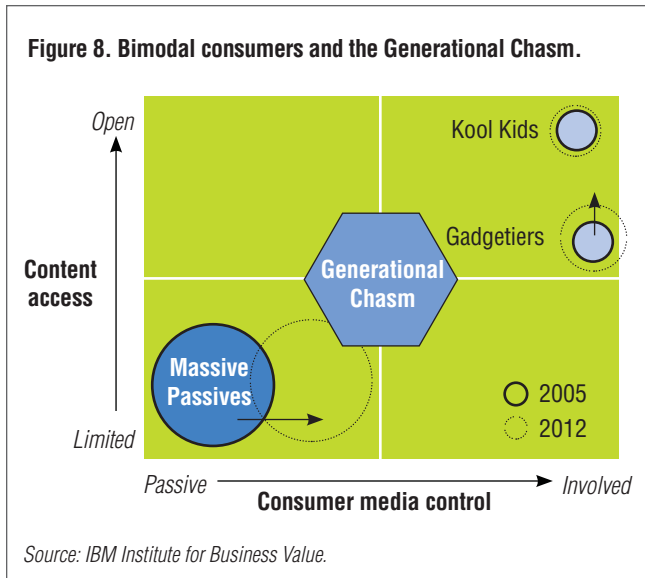 Figure 8. Bimodal consumers and the Generational Chasm.
Open
Kool Kids
Gadgetiers
Content
access
Generational
Chasm
Massive
Passives
2005
2012
Limited
Passive
Involved
Consumer media control
Source: IBM Institute for Business Value.